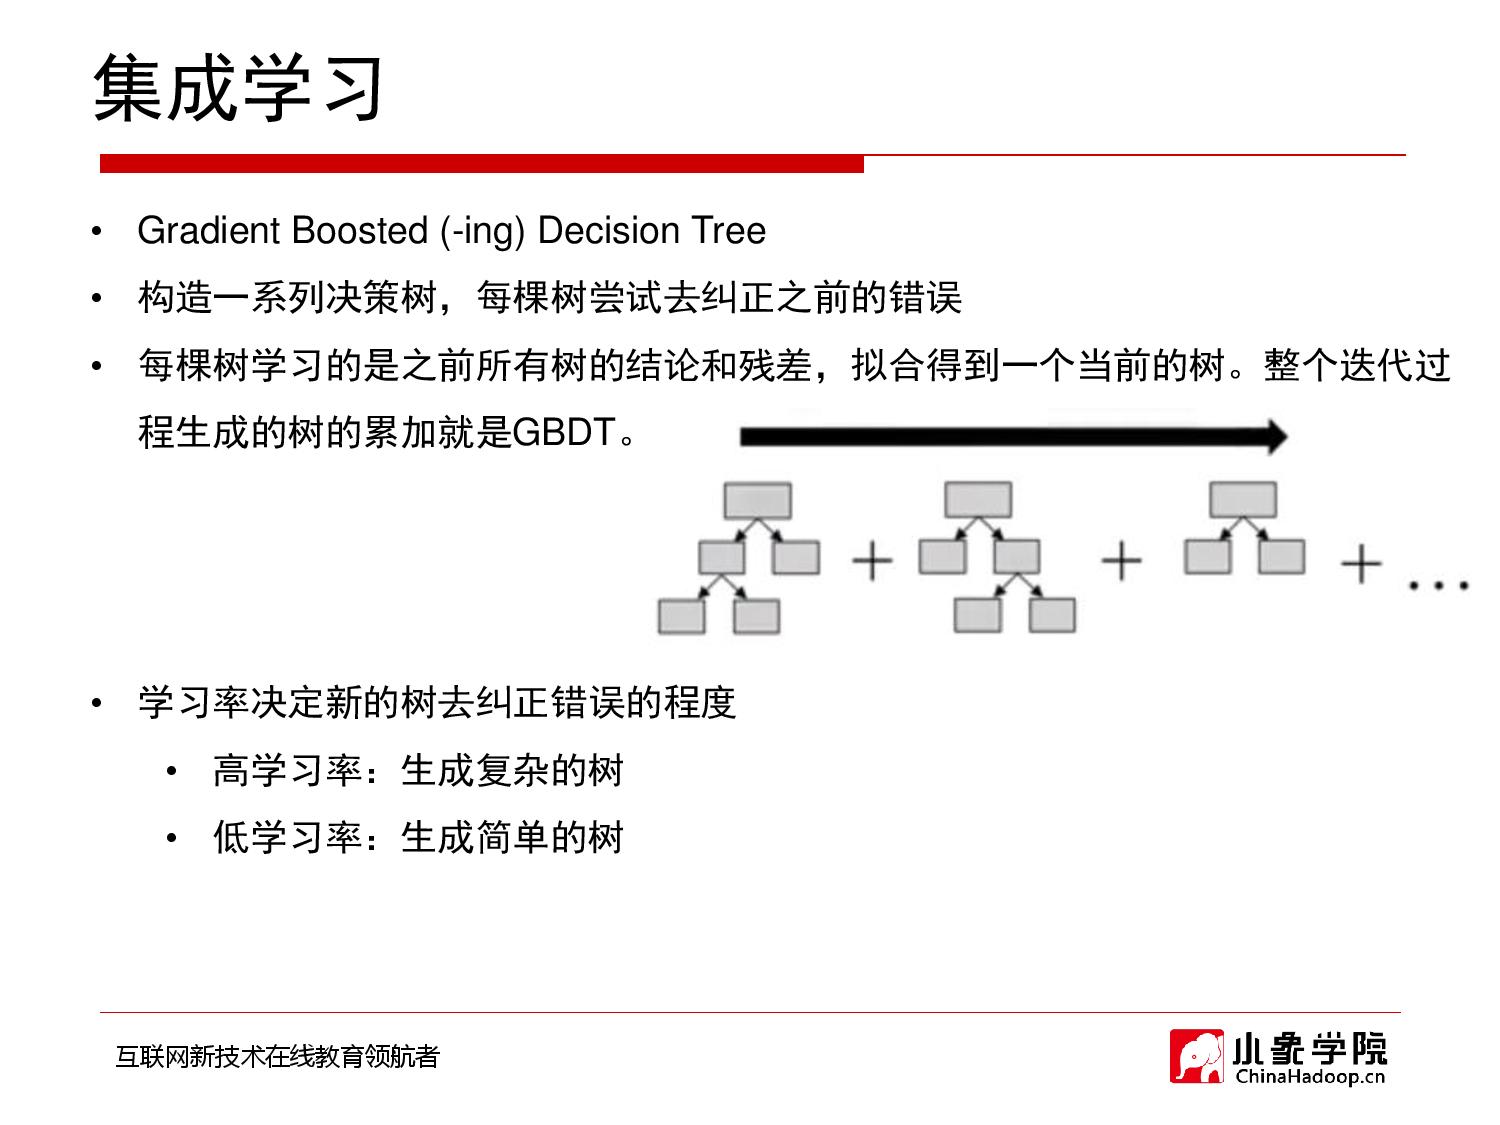 集成学习
• Gradient Boosted (-ing) Decision Tree
• 构造一系列决策树，每棵树尝试去纠正之前的错误
• 每棵树学习的是之前所有树的结论和残差，拟合得到一个当前的树。整个迭代过
程生成的树的累加就是GBDT。
+ + + ...
• 学习率决定新的树去纠正错误的程度
• 高学习率：生成复杂的树
• 低学习率：生成简单的树
互联网新技术在线教育领航者
小象学院
ChinaHadoop.cn